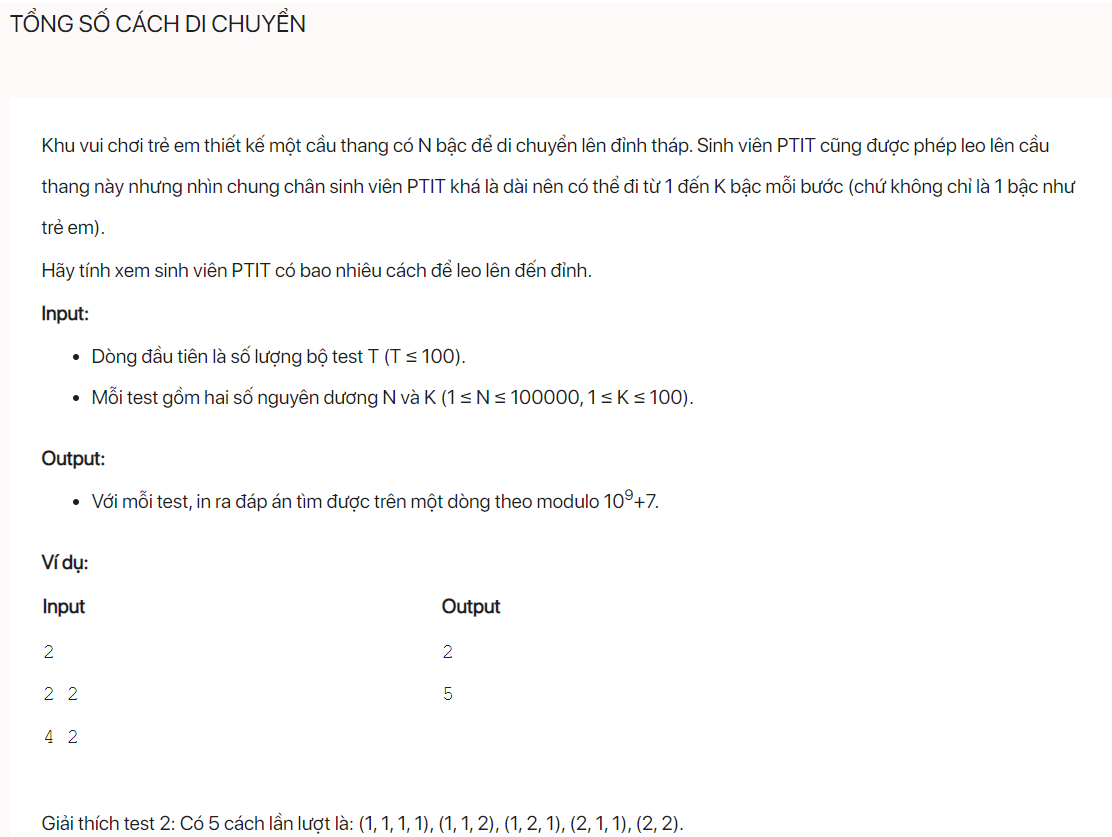 TỔNG SỐ CÁCH DI CHUYỂN
Khu vui chơi trẻ em thiết kế một cầu thang có N bậc để di chuyển lên đỉnh tháp. Sinh viên PTIT cũng được phép leo lên cầu
thang này nhưng nhìn chung chân sinh viên PTIT khá là dài nên có thể đi từ 1 đến K bậc mỗi bước (chứ không chỉ là 1 bậc như
trẻ em).
Hãy tính xem sinh viên PTIT có bao nhiêu cách để leo lên đến đỉnh.
Input:
• Dòng đầu tiên là số lượng bộ test T (T ≤ 100).
• Mỗi test gồm hai số nguyên dương N và K (1 ≤ N ≤ 100000, 1 ≤ K ≤ 100).
Output:
• Với mỗi test, in ra đáp án tìm được trên một dòng theo modulo 10⁹+7.
Ví dụ:
Input Output
2 2
2 2 5
4 2
Giải thích test 2: Có 5 cách lần lượt là: (1, 1, 1, 1), (1, 1, 2), (1, 2, 1), (2, 1, 1), (2, 2).